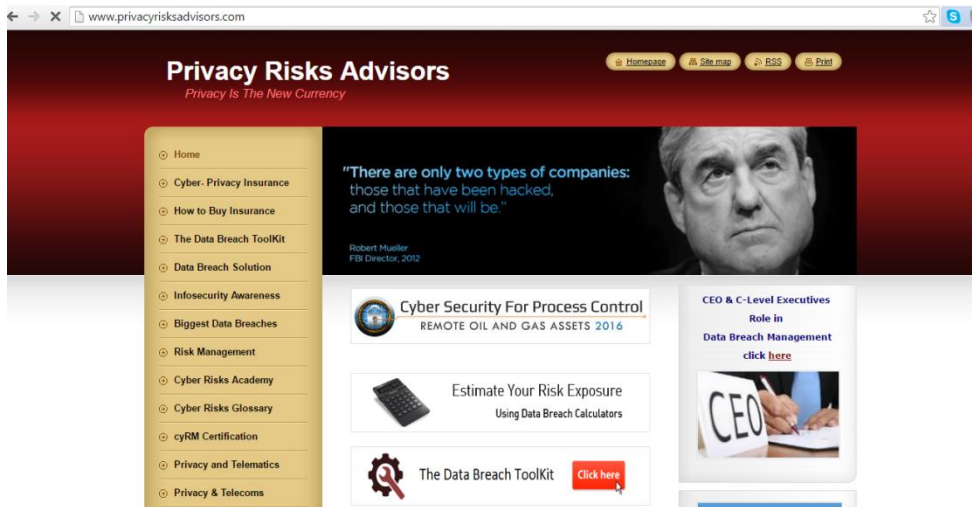 www.privacyrisksadvisors.com
Privacy Risks Advisors
Privacy Is The New Currency
Homepage
Site map
RSS
Print
Home
Cyber- Privacy Insurance
How to Buy Insurance
The Data Breach ToolKit
Data Breach Solution
Infosecurity Awareness
Biggest Data Breaches
Risk Management
Cyber Risks Academy
Cyber Risks Glossary
cyRM Certification
Privacy and Telematics
Privacy & Telecoms
"There are only two types of companies:
those that have been hacked,
and those that will be."
Robert Mueller
FBI Director, 2012
Cyber Security For Process Control
REMOTE OIL AND GAS ASSETS 2016
Estimate Your Risk Exposure
Using Data Breach Calculators
The Data Breach ToolKit
Click here
CEO & C-Level Executives
Role in
Data Breach Management
click here
CEO